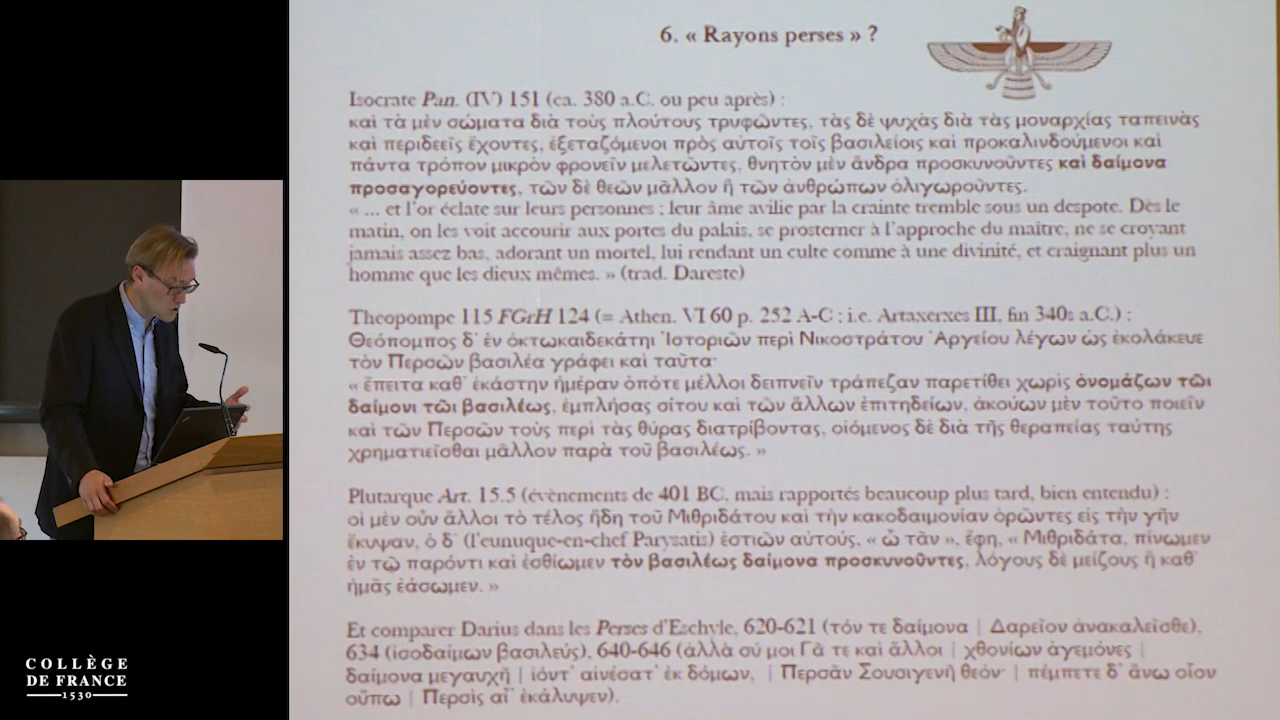 6. « Rayons perses » ?
Isocrate Pan. (IV) 151 (ca. 380 a.C. ou peu après) :
καὶ τὰ μὲν σώματα διὰ τοὺς πλούτους τρυφῶντες, τὰς δὲ ψυχὰς διὰ τὰς μοναρχίας ταπεινὰς
καὶ περιδεεῖς ἔχοντες, ἐξεταζόμενοι πρὸς αὐτοῖς τοῖς βασιλείοις καὶ προκαλινδούμενοι καὶ
πάντα τρόπον μικρὸν φρονεῖν μελετῶντες, θνητὸν μὲν ἄνδρα προσκυνοῦντες καὶ δαίμονα
προσαγορεύοντες, τῶν δὲ θεῶν μᾶλλον ἢ τῶν ἀνθρώπων ὀλιγωροῦντες.
« ... et l'or éclate sur leurs personnes ; leur âme avilie par la crainte tremble sous un despote. Dès le
matin, on les voit accourir aux portes du palais, se prosterner à l'approche du maître, ne se croyant
jamais assez bas, adorant un mortel, lui rendant un culte comme à une divinité, et craignant plus un
homme que les dieux mêmes. » (trad. Dareste)
Theopompe 115 FGrH 124 (= Athen. VI 60 p. 252 A-C ; i.e. Artaxerxes III, fin 340s a.C.) :
Θεόπομπος δ' ἐν ὀκτωκαιδεκάτηι Ἱστοριῶν περὶ Νικοστράτου Ἀργείου λέγων ὡς ἐκολάκευε
τὸν Περσῶν βασιλέα γράφει καὶ ταῦτα·
« ἔπειτα καθ' ἑκάστην ἡμέραν ὁπότε μέλλοι δειπνεῖν τράπεζαν παρετίθει χωρὶς ὀνομάζων τῶι
δαίμονι τῶι βασιλέως, ἐμπλήσας σίτου καὶ τῶν ἄλλων ἐπιτηδείων, ἀκούων μὲν τοῦτο ποιεῖν
καὶ τῶν Περσῶν τοὺς περὶ τὰς θύρας διατρίβοντας, οἰόμενος δὲ διὰ τῆς θεραπείας ταύτης
χρηματιεῖσθαι μᾶλλον παρὰ τοῦ βασιλέως. »
Plutarque Art. 15.5 (évènements de 401 BC, mais rapportés beaucoup plus tard, bien entendu) :
οἱ μὲν οὖν ἄλλοι τὸ τέλος ἤδη τοῦ Μιθριδάτου καὶ τὴν κακοδαιμονίαν ὁρῶντες εἰς τὴν γῆν
ἔκυψαν, ὁ δ' (l'eunuque-en-chef Parysatis) ἑστιῶν αὐτούς, « ὦ τᾶν », ἔφη, « Μιθριδάτα, πίνωμεν
ἐν τῷ παρόντι καὶ ἐσθίωμεν τὸν βασιλέως δαίμονα προσκυνοῦντες, λόγους δὲ μείζους ἢ καθ'
ἡμᾶς ἐάσωμεν. »
Et comparer Darius dans les Perses d'Eschyle, 620-621 (τόν τε δαίμονα | Δαρεῖον ἀνακαλεῖσθε),
634 (ἰσοδαίμων βασιλεύς), 640-646 (ἀλλὰ σύ μοι Γᾶ τε καὶ ἄλλοι | χθονίων ἁγεμόνες |
δαίμονα μεγαυχῆ | ἰόντ' αἰνέσατ' ἐκ δόμων, | Περσᾶν Σουσιγενῆ θεόν· | πέμπετε δ' ἄνω οἷον
οὔπω | Περσὶς αἶ' ἐκάλυψεν).
COLLÈGE
DE FRANCE
1530